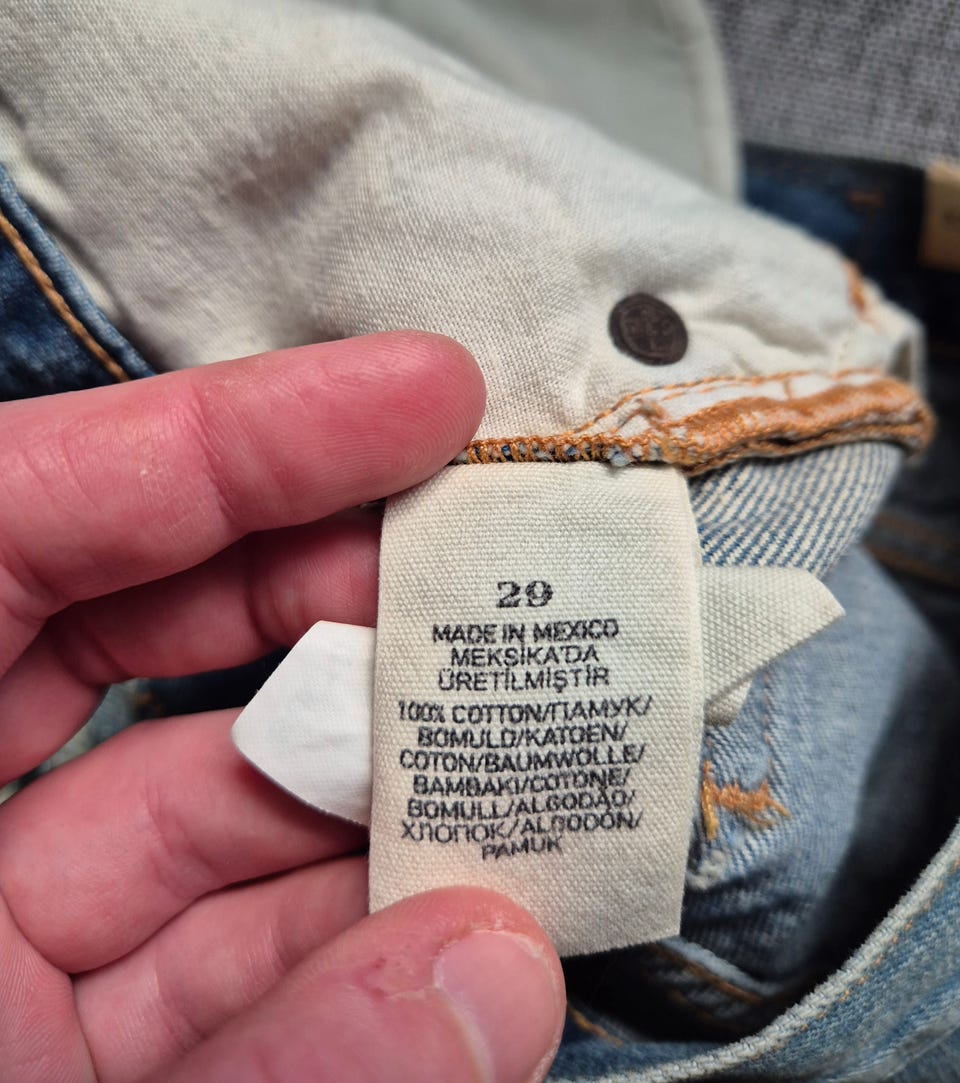 29
MADE IN MEXICO
MEKSİKA'DA
ÜRETİLMİŞTİR
100% COTTON/ПАМУК/
BOMULD/KATOEN/
COTON/BAUMWOLLE/
BAMBAKI/COTONE/
BOMULL/ALGODÃO/
ХЛОПОК/ALGODÓN/
PAMUK